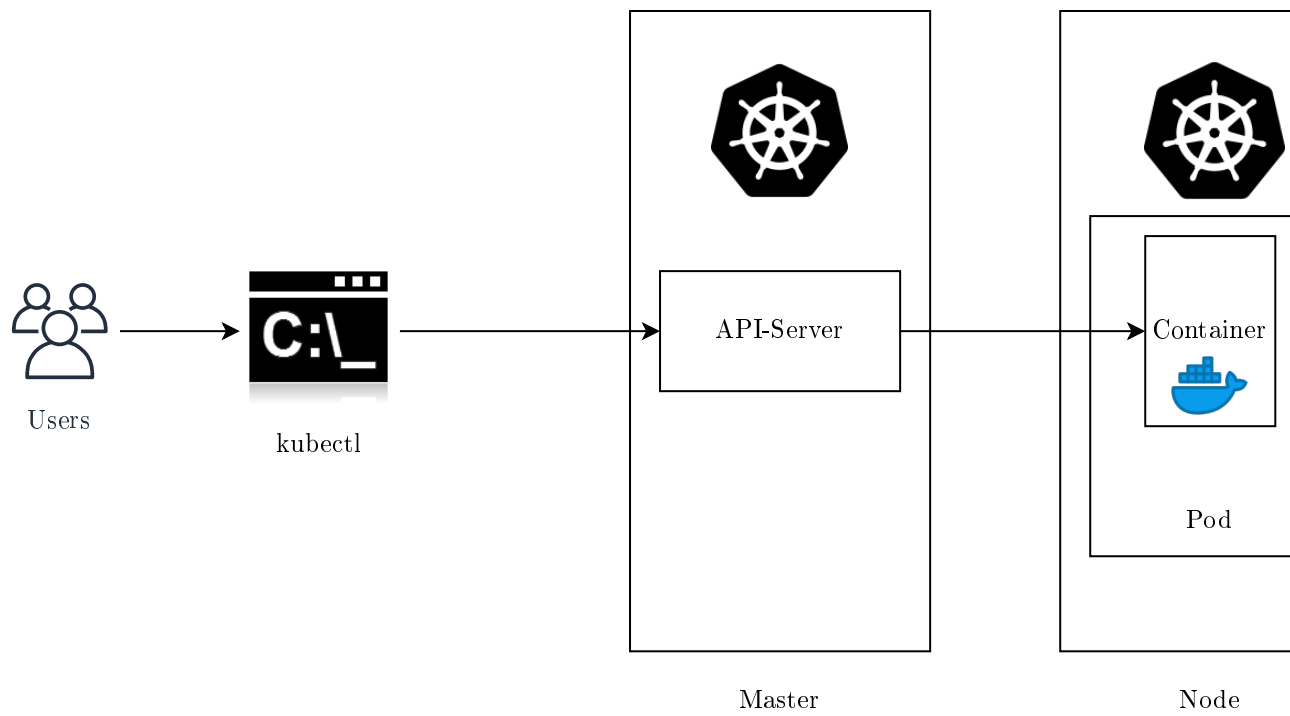 Users
C:\_
kubectl
API-Server
Master
Container
Pod
Node